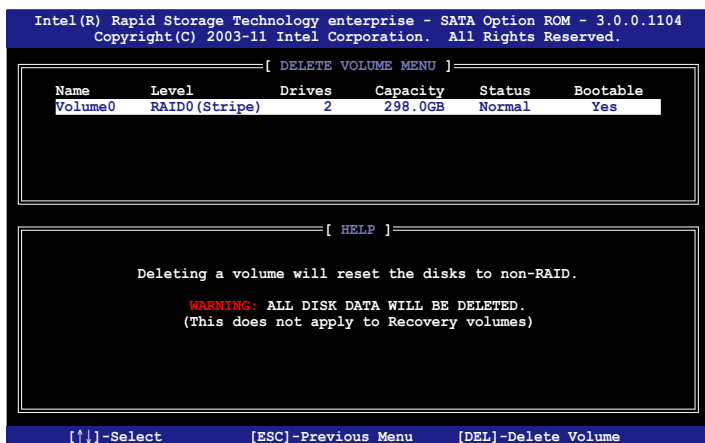 Intel(R) Rapid Storage Technology enterprise - SATA Option ROM - 3.0.0.1104
Copyright(C) 2003-11 Intel Corporation. All Rights Reserved.
[ DELETE VOLUME MENU ]
Name Level Drives Capacity Status Bootable
Volume0 RAID0(Stripe) 2 298.0GB Normal Yes
[ HELP ]
Deleting a volume will reset the disks to non-RAID.
WARNING: ALL DISK DATA WILL BE DELETED.
(This does not apply to Recovery volumes)
[↑↓]-Select [ESC]-Previous Menu [DEL]-Delete Volume